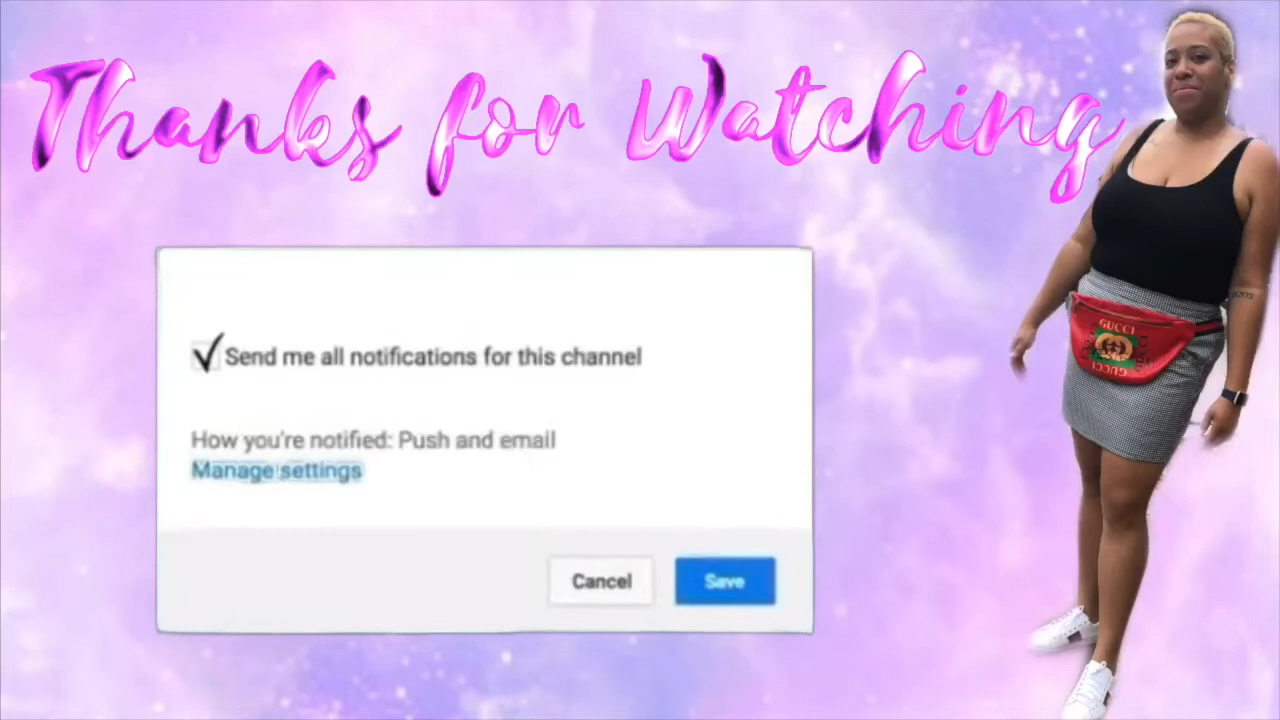 Thanks for Watching
Send me all notifications for this channel
How you're notified: Push and email
Manage settings
Cancel
Save
GUCCI
GUCCI